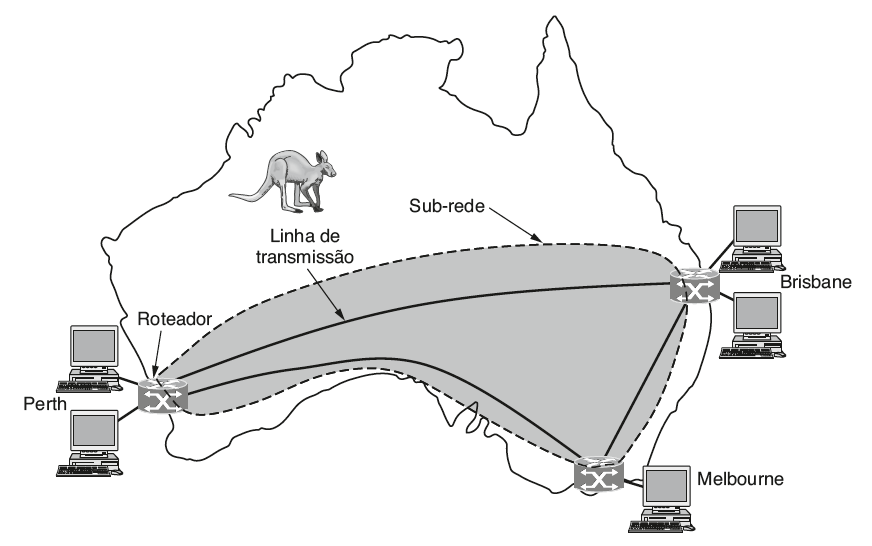 Sub-rede
Linha de
transmissão
Brisbane
Roteador
Perth
Melbourne